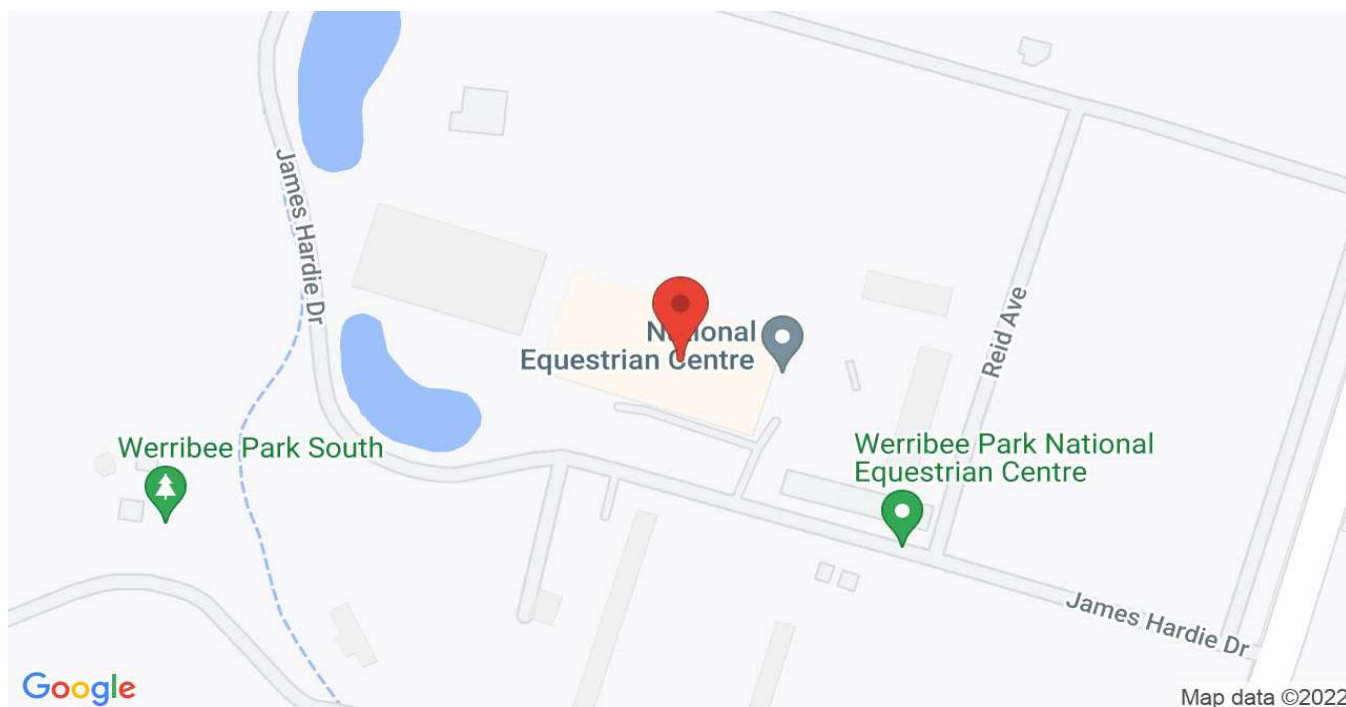 James Hardie Dr
National
Equestrian Centre
Reid Ave
Werribee Park South
Werribee Park National
Equestrian Centre
James Hardie Dr
Google
Map data ©2022